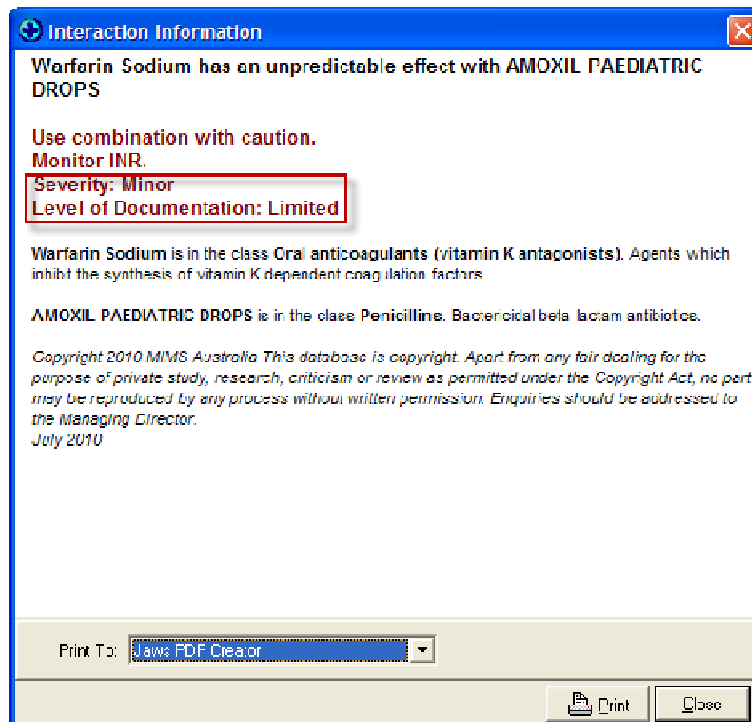 Interaction Information
Warfarin Sodium has an unpredictable effect with AMOXIL PAEDIATRIC
DROPS
Use combination with caution.
Monitor INR.
Severity: Minor
Level of Documentation: Limited
Warfarin Sodium is in the class Oral anticoagulants (vitamin K antagonists). Agents which
inhibit the synthesis of vitamin K dependent coagulation factors
AMOXIL PAEDIATRIC DROPS is in the class Penicillins. Bactericidal beta lactam antibiotics.
Copyright 2010 MIMS Australia This database is copyright. Apart from any fair dealing for the
purpose of private study, research, criticism or review as permitted under the Copyright Act, no part
may be reproduced by any process without written permission. Enquiries should be addressed to
the Managing Director.
July 2010
Print To: Jaws PDF Creator
Print Close